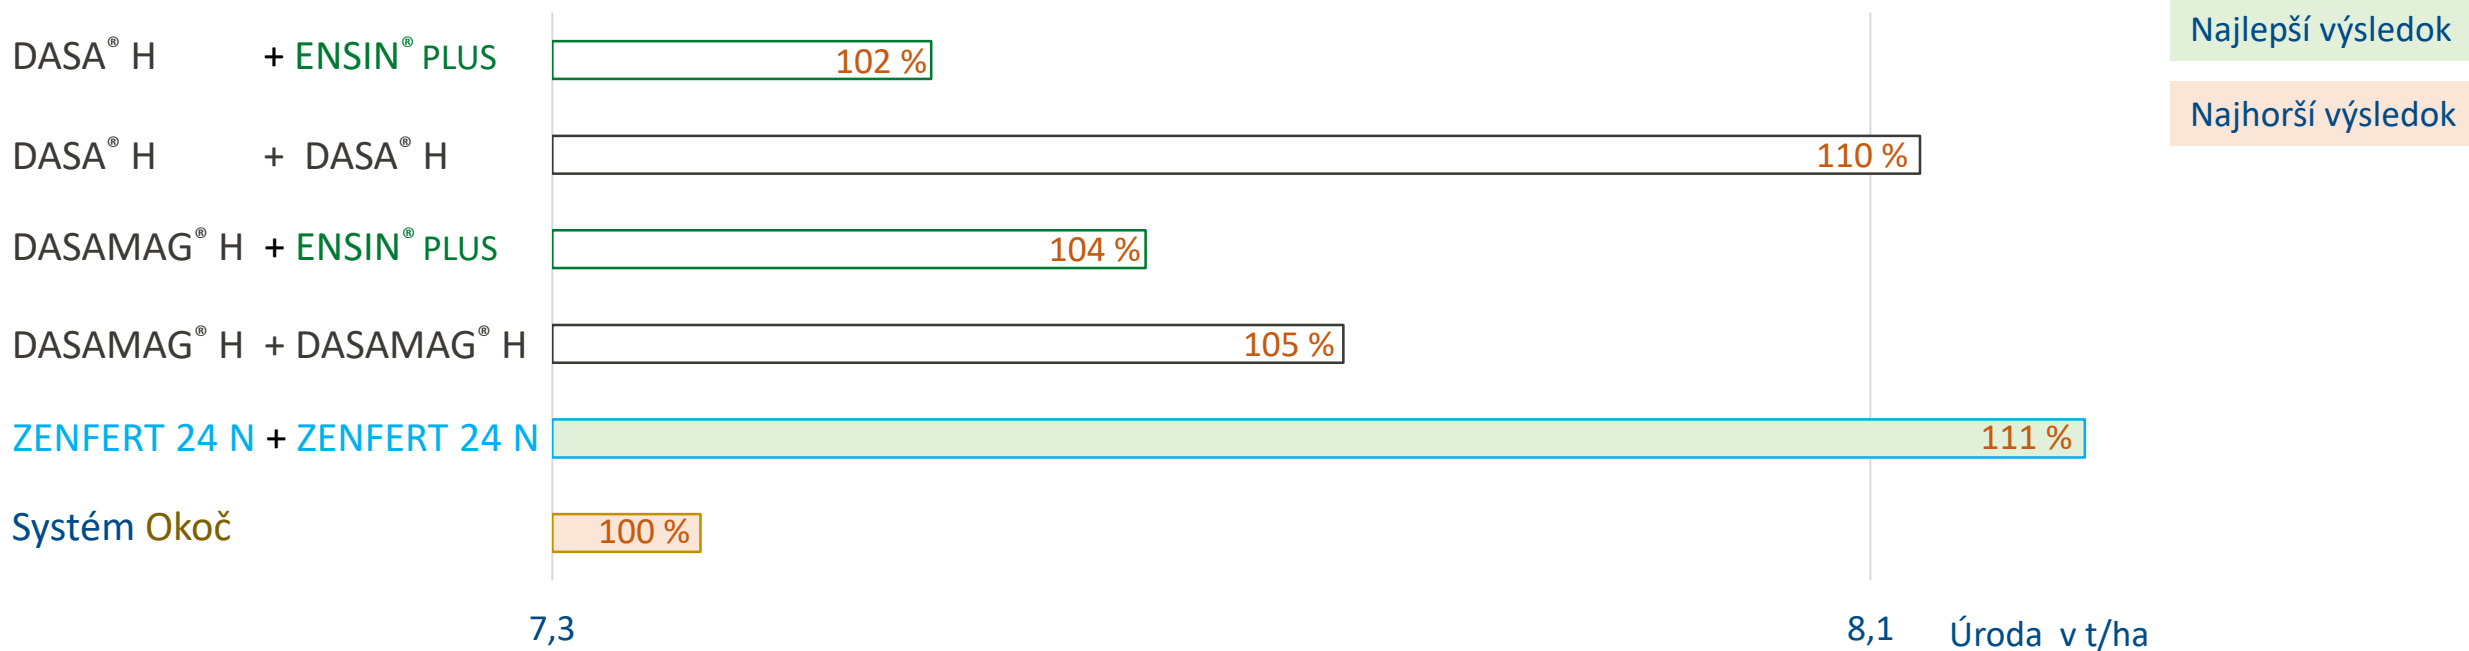 DASA® H + ENSIN® PLUS 102 %
DASA® H + DASA® H 110 %
DASAMAG® H + ENSIN® PLUS 104 %
DASAMAG® H + DASAMAG® H 105 %
ZENFERT 24 N + ZENFERT 24 N 111 %
Systém Okoč 100 %
7,3 8,1 Úroda v t/ha
Najlepší výsledok
Najhorší výsledok